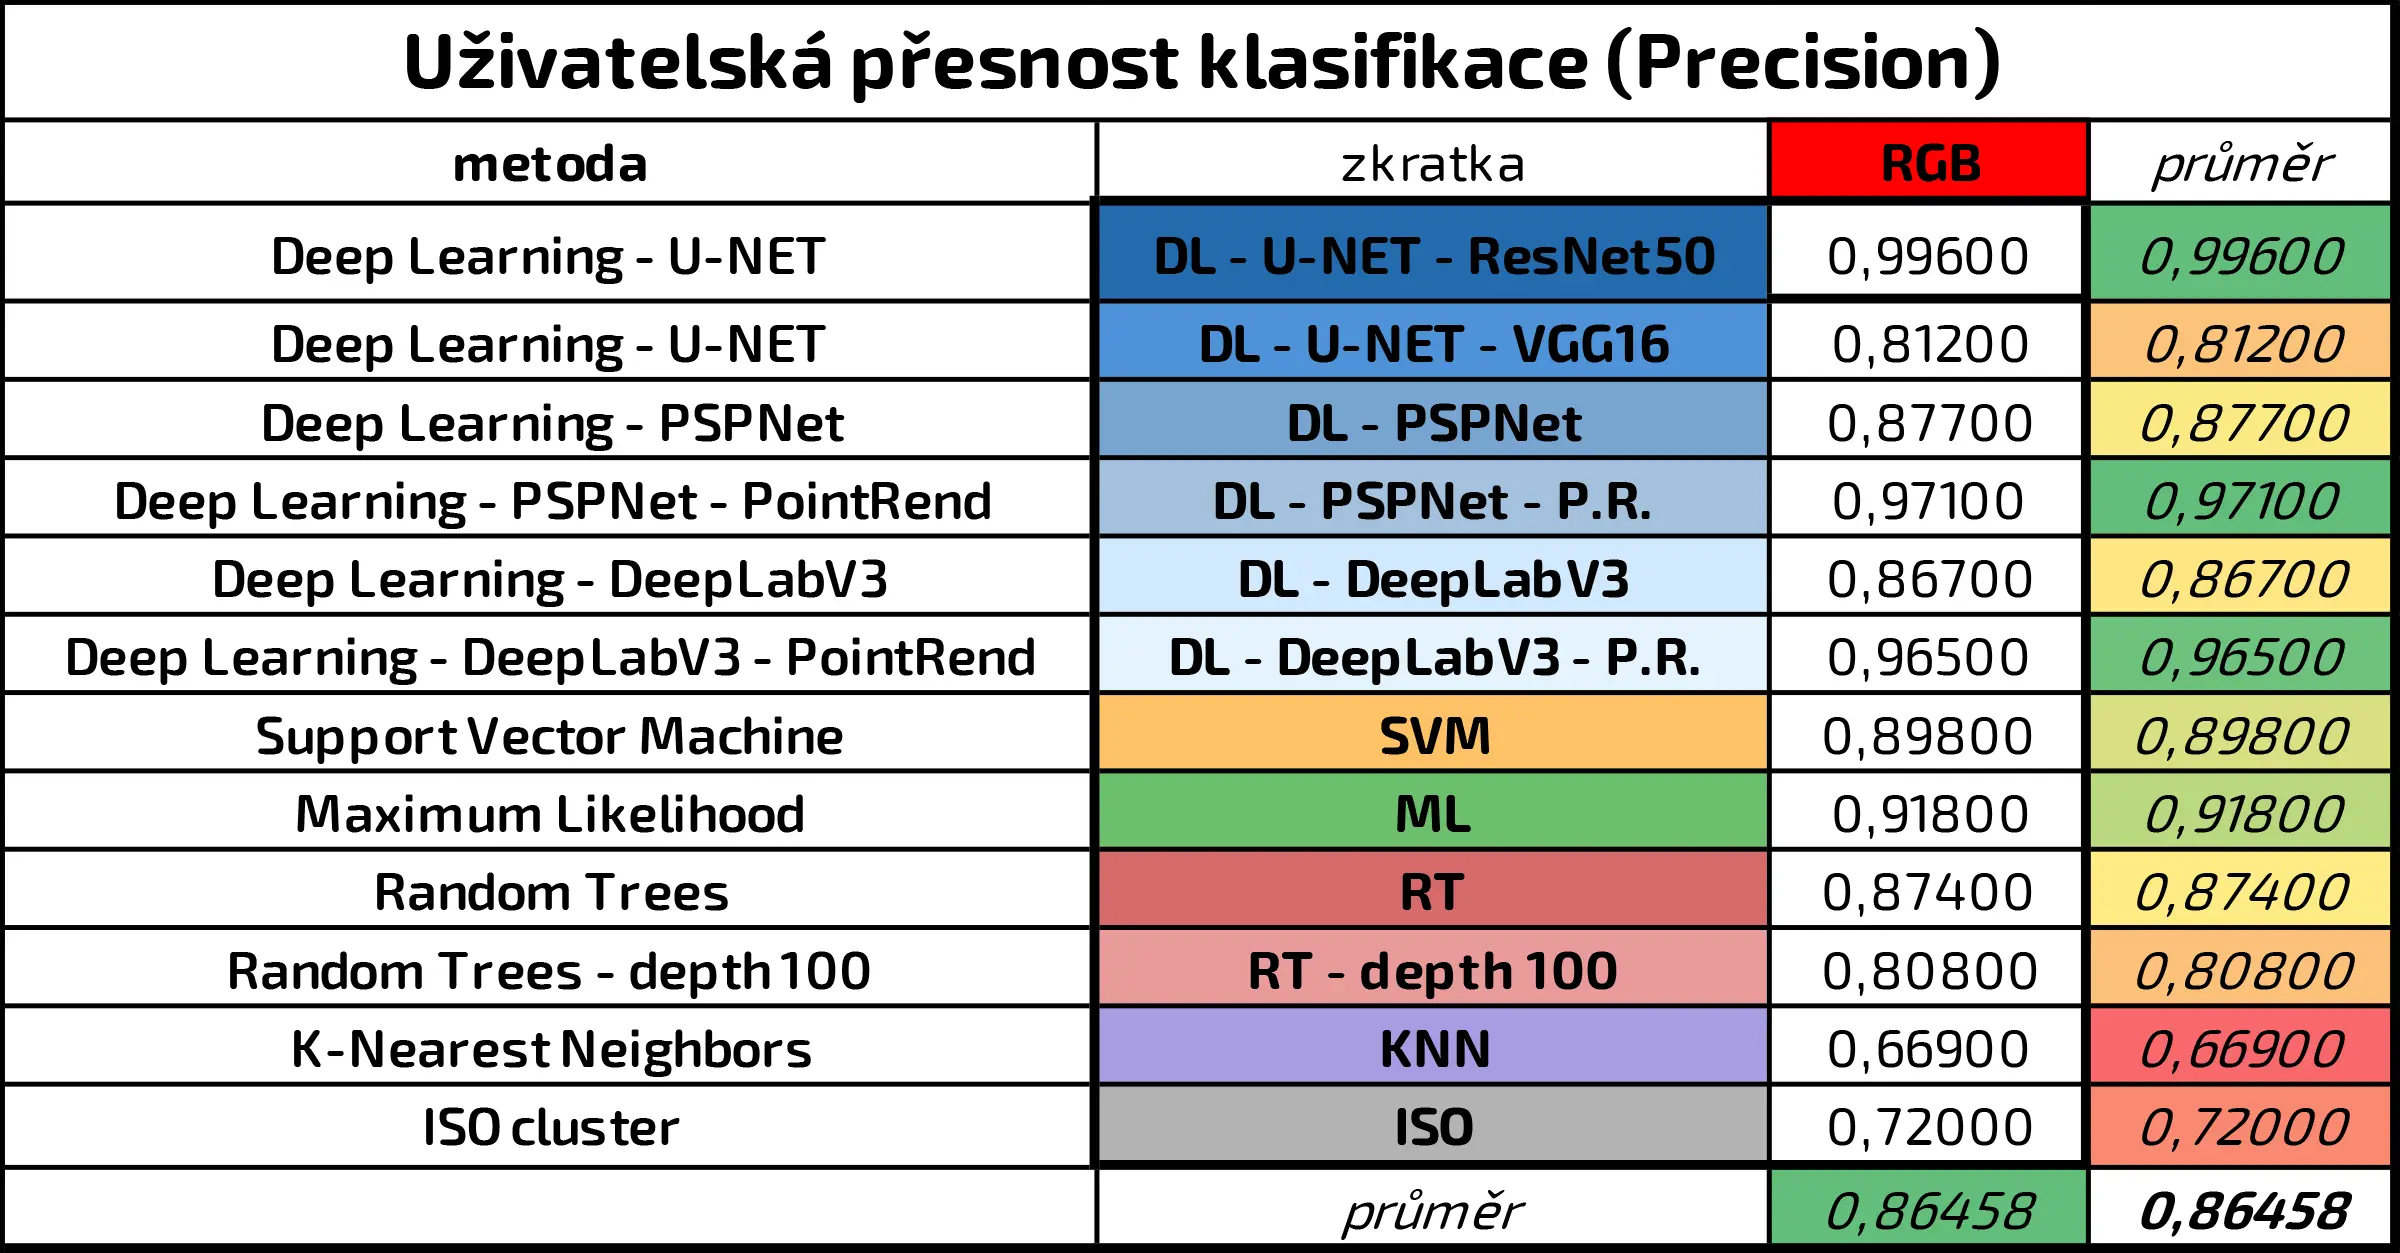 Uživatelská přesnost klasifikace (Precision)
metoda zkratka RGB průměr
Deep Learning - U-NET DL - U-NET - ResNet50 0,99600 0,99600
Deep Learning - U-NET DL - U-NET - VGG16 0,81200 0,81200
Deep Learning - PSPNet DL - PSPNet 0,87700 0,87700
Deep Learning - PSPNet - PointRend DL - PSPNet - P.R. 0,97100 0,97100
Deep Learning - DeepLabV3 DL - DeepLabV3 0,86700 0,86700
Deep Learning - DeepLabV3 - PointRend DL - DeepLabV3 - P.R. 0,96500 0,96500
Support Vector Machine SVM 0,89800 0,89800
Maximum Likelihood ML 0,91800 0,91800
Random Trees RT 0,87400 0,87400
Random Trees - depth 100 RT - depth 100 0,80800 0,80800
K-Nearest Neighbors KNN 0,66900 0,66900
ISO cluster ISO 0,72000 0,72000
průměr 0,86458 0,86458